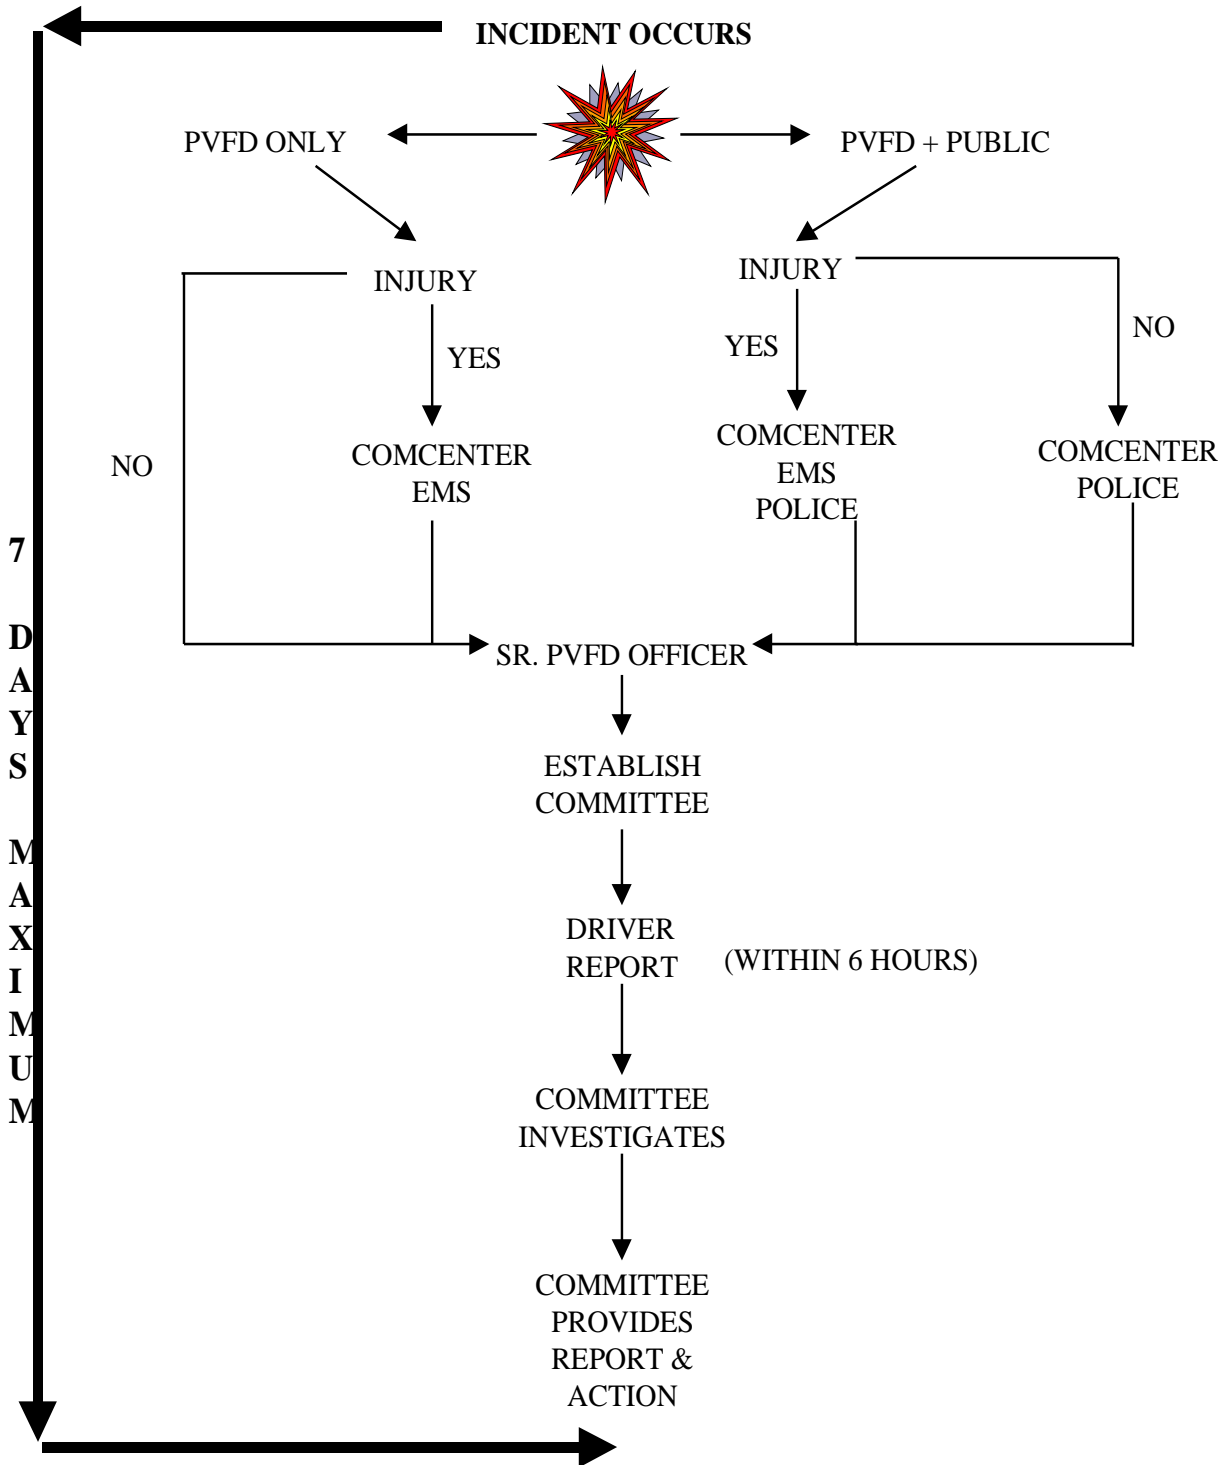 INCIDENT OCCURS
PVFD ONLY
PVFD + PUBLIC
INJURY
INJURY
YES
YES
NO
NO
COMCENTER
EMS
COMCENTER
EMS
POLICE
COMCENTER
POLICE
SR. PVFD OFFICER
ESTABLISH
COMMITTEE
DRIVER
REPORT
(WITHIN 6 HOURS)
COMMITTEE
INVESTIGATES
COMMITTEE
PROVIDES
REPORT &
ACTION
7
D
A
Y
S
M
A
X
I
M
U
M